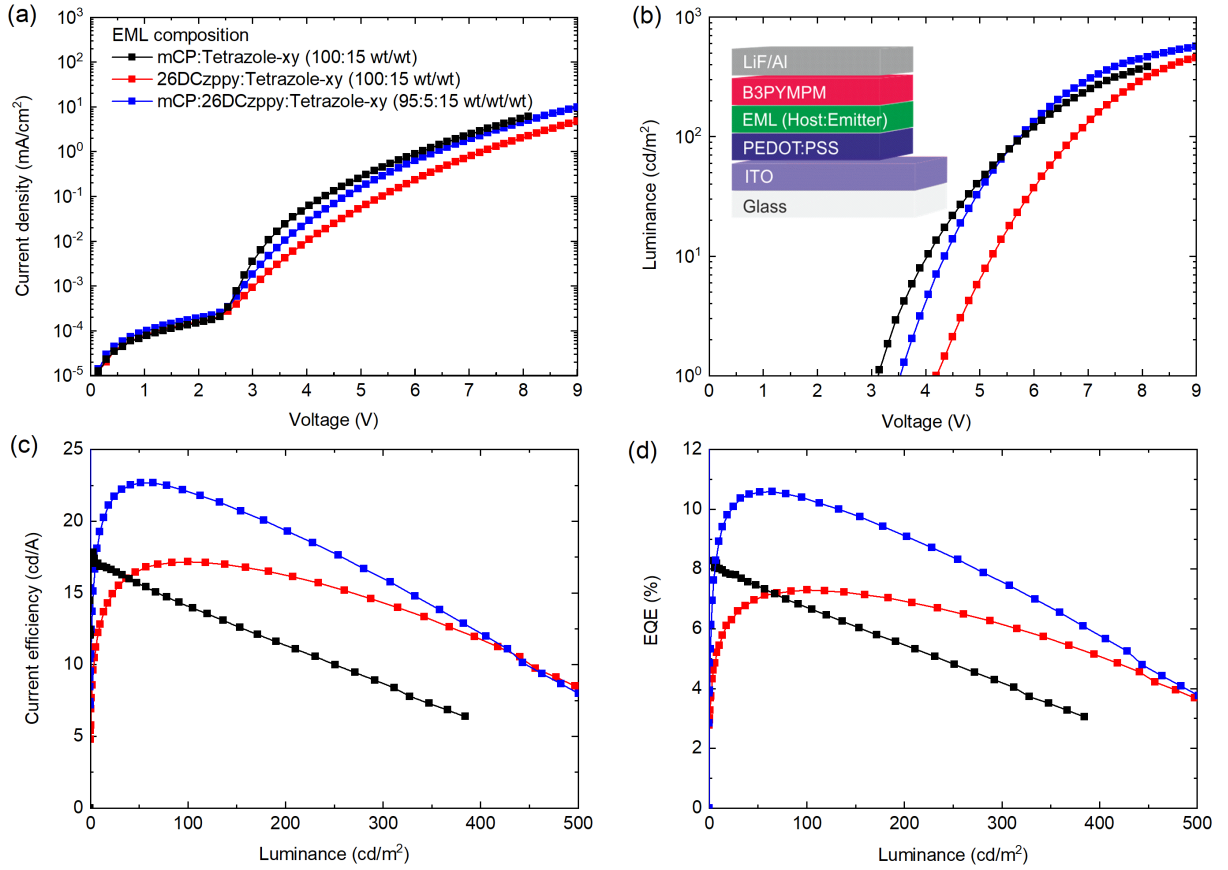 (a)
EML composition
mCP:Tetrazole-xy (100:15 wt/wt)
26DCzppy:Tetrazole-xy (100:15 wt/wt)
mCP:26DCzppy:Tetrazole-xy (95:5:15 wt/wt/wt)
Current density (mA/cm²)
10³
10²
10¹
10⁰
10⁻¹
10⁻²
10⁻³
10⁻⁴
10⁻⁵
0 1 2 3 4 5 6 7 8 9
Voltage (V)
(b)
LiF/Al
B3PYMPM
EML (Host:Emitter)
PEDOT:PSS
ITO
Glass
Luminance (cd/m²)
10³
10²
10¹
10⁰
0 1 2 3 4 5 6 7 8 9
Voltage (V)
(c)
Current efficiency (cd/A)
25
20
15
10
5
0
0 100 200 300 400 500
Luminance (cd/m²)
(d)
EQE (%)
12
10
8
6
4
2
0
0 100 200 300 400 500
Luminance (cd/m²)